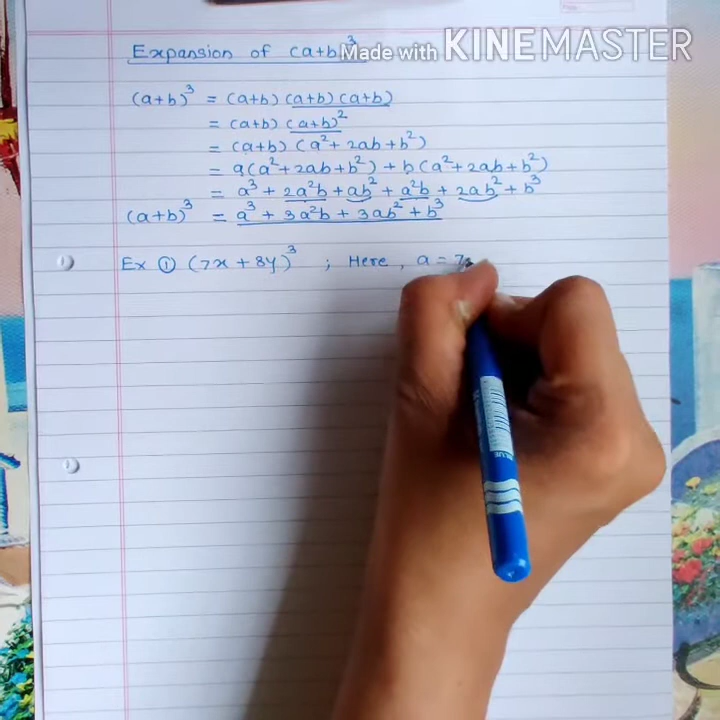 Expansion of (a+b)³
Made with KINEMASTER
(a+b)³ = (a+b) (a+b) (a+b)
= (a+b) (a+b)²
= (a+b) (a² + 2ab + b²)
= a(a² + 2ab + b²) + b(a² + 2ab + b²)
= a³ + 2a²b + ab² + a²b + 2ab² + b³
(a+b)³ = a³ + 3a²b + 3ab² + b³
Ex ① (7x + 8y)³ ; Here, a = 7x